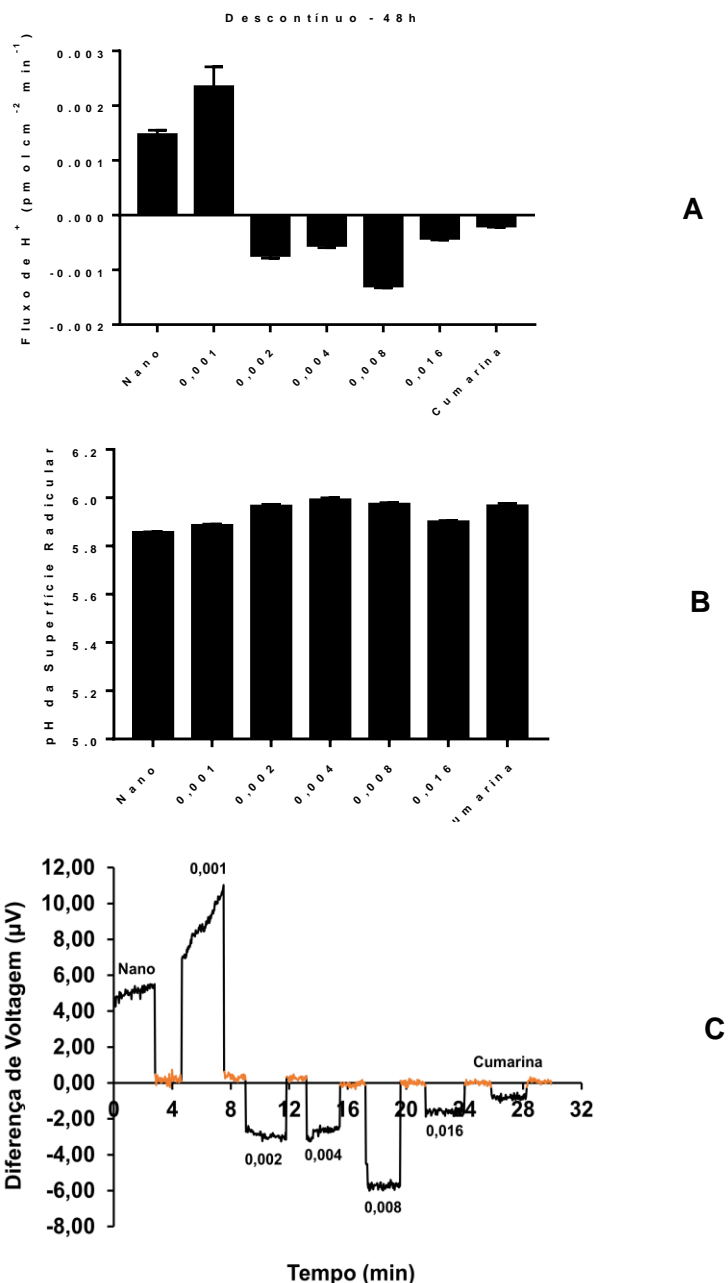 Descontínuo - 48h
Fluxo de H⁺ (pmolcm⁻² min⁻¹)
0.003
0.002
0.001
0.000
-0.001
-0.002
Nano
0,001
0,002
0,004
0,008
0,016
Cumarina
A
pH da Superfície Radicular
6.2
6.0
5.8
5.6
5.4
5.2
5.0
Nano
0,001
0,002
0,004
0,008
0,016
umarina
B
Diferença de Voltagem (µV)
12,00
10,00
8,00
6,00
4,00
2,00
0,00
-2,00
-4,00
-6,00
-8,00
0,001
Nano
Cumarina
0 4 8 12 16 20 24 28 32
0,016
0,002
0,004
0,008
C
Tempo (min)